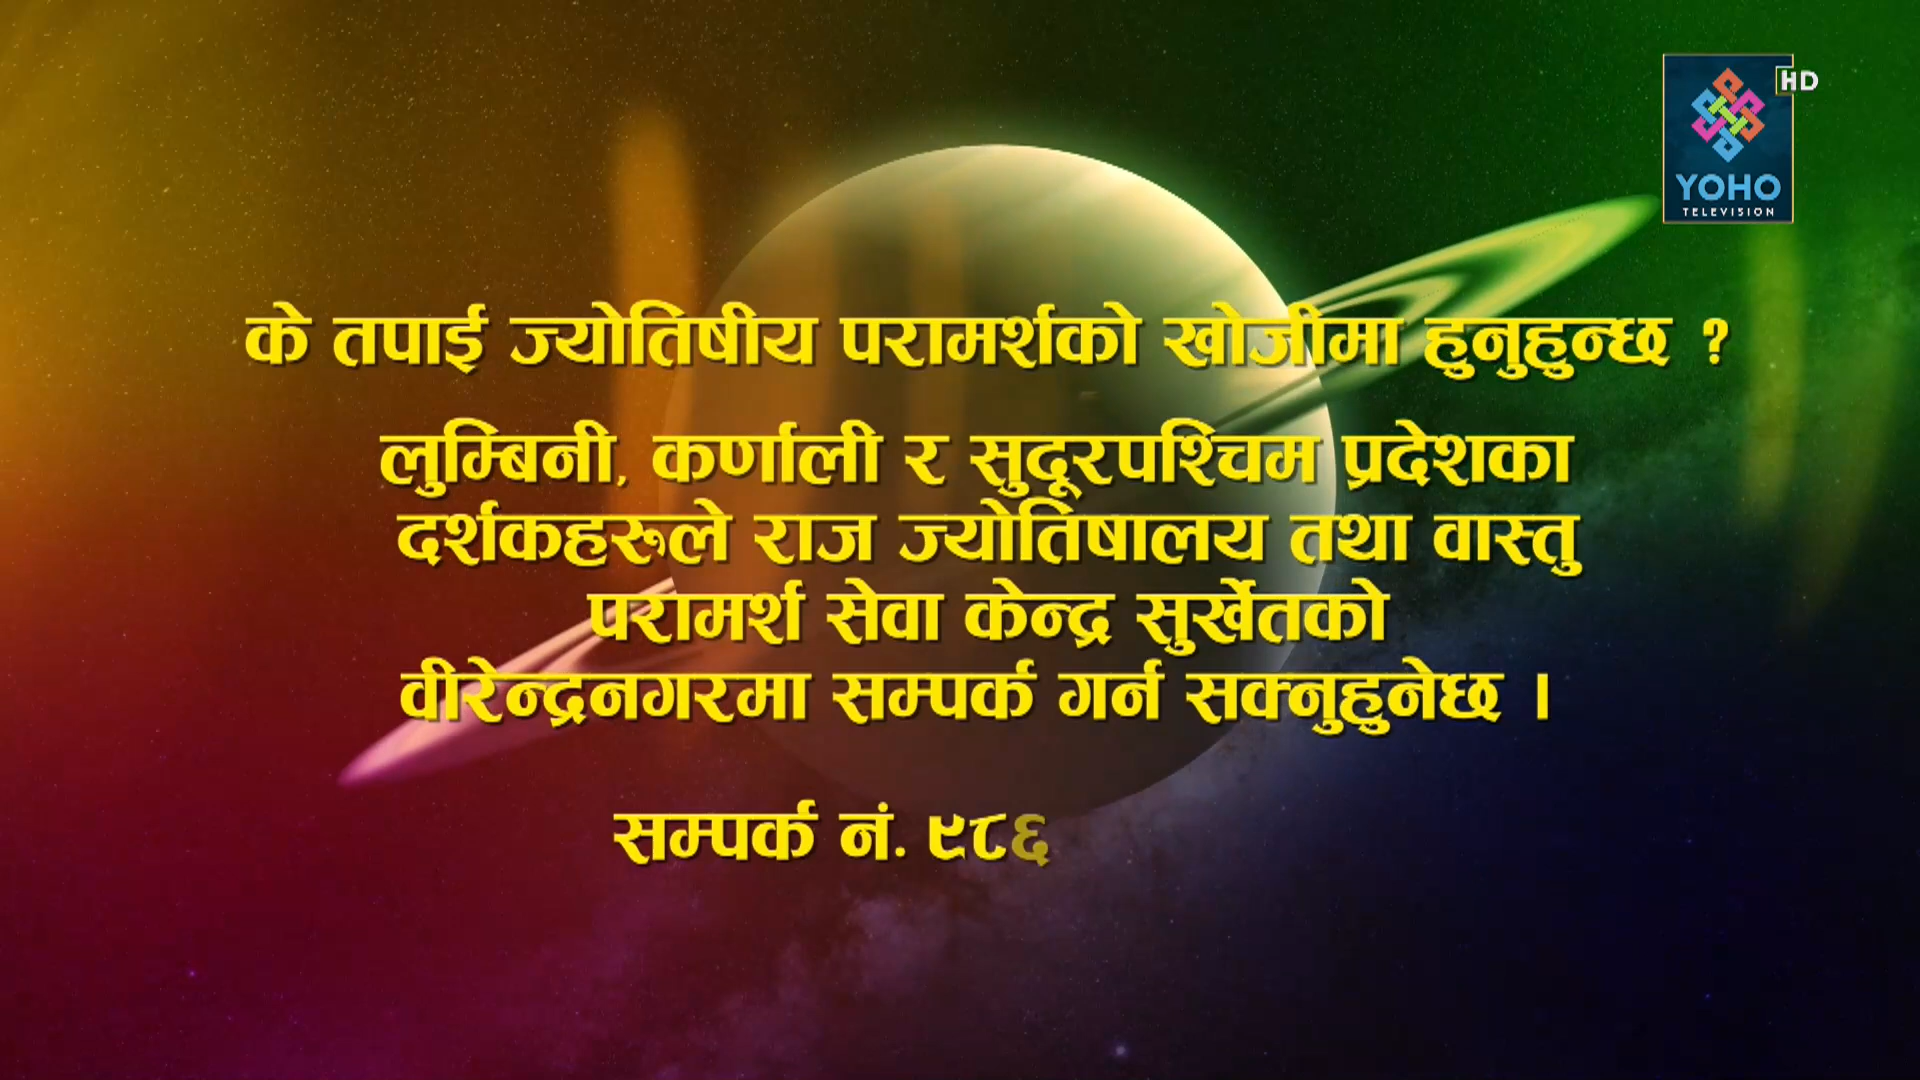 HD
YOHO
TELEVISION
के तपाई ज्योतिषीय परामर्शको खोजीमा हुनुहुन्छ ?
लुम्बिनी, कर्णाली र सुदूरपश्चिम प्रदेशका
दर्शकहरुले राज ज्योतिषालय तथा वास्तु
परामर्श सेवा केन्द्र सुर्खेतको
वीरेन्द्रनगरमा सम्पर्क गर्न सक्नुहुनेछ ।
सम्पर्क नं. ९८६